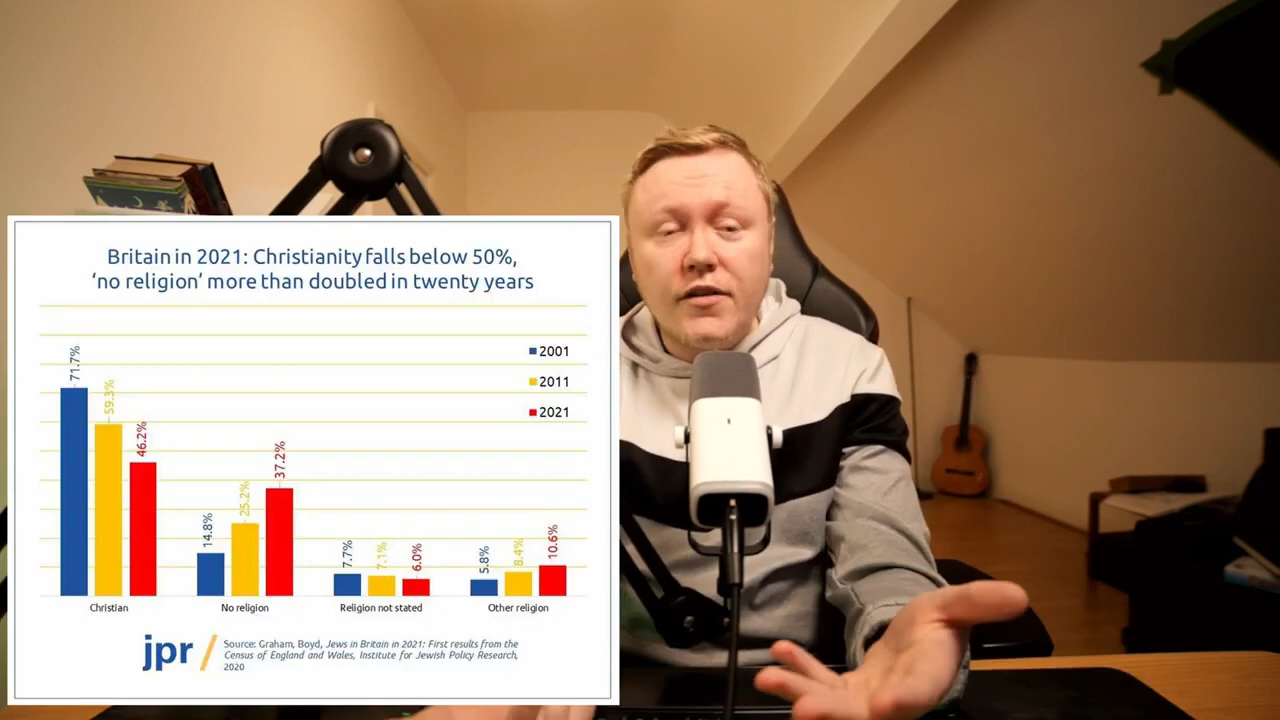 Britain in 2021: Christianity falls below 50%,
‘no religion’ more than doubled in twenty years
2001
2011
2021
71.7%
59.3%
46.2%
14.8%
25.2%
37.2%
7.7%
7.1%
6.0%
5.8%
8.4%
10.6%
Christian
No religion
Religion not stated
Other religion
jpr /
Source: Graham, Boyd, Jews in Britain in 2021: First results from the
Census of England and Wales, Institute for Jewish Policy Research,
2020